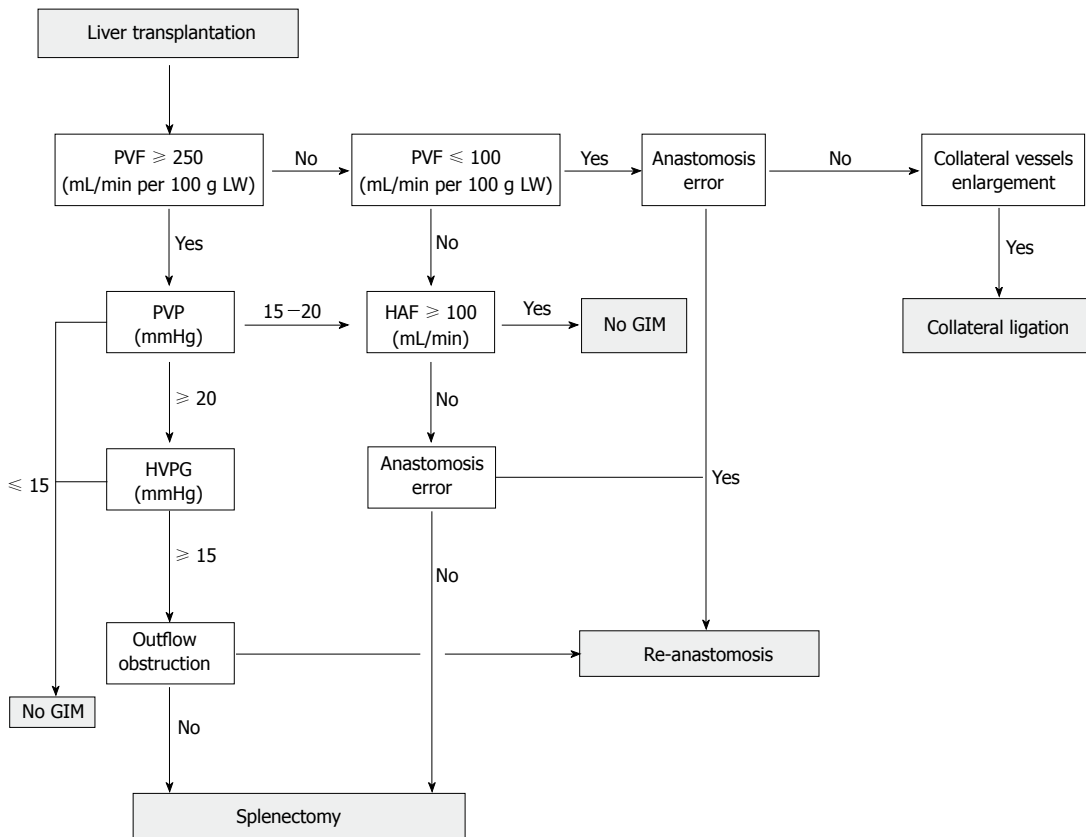 Liver transplantation
PVF ≥ 250
(mL/min per 100 g LW)
No
PVF ≤ 100
(mL/min per 100 g LW)
Yes
Anastomosis
error
No
Collateral vessels
enlargement
Yes
No
Yes
PVP
(mmHg)
15−20
HAF ≥ 100
(mL/min)
Yes
No GIM
Collateral ligation
≥ 20
No
HVPG
(mmHg)
Anastomosis
error
≤ 15
Yes
≥ 15
No
Outflow
obstruction
Re-anastomosis
No GIM
No
Splenectomy